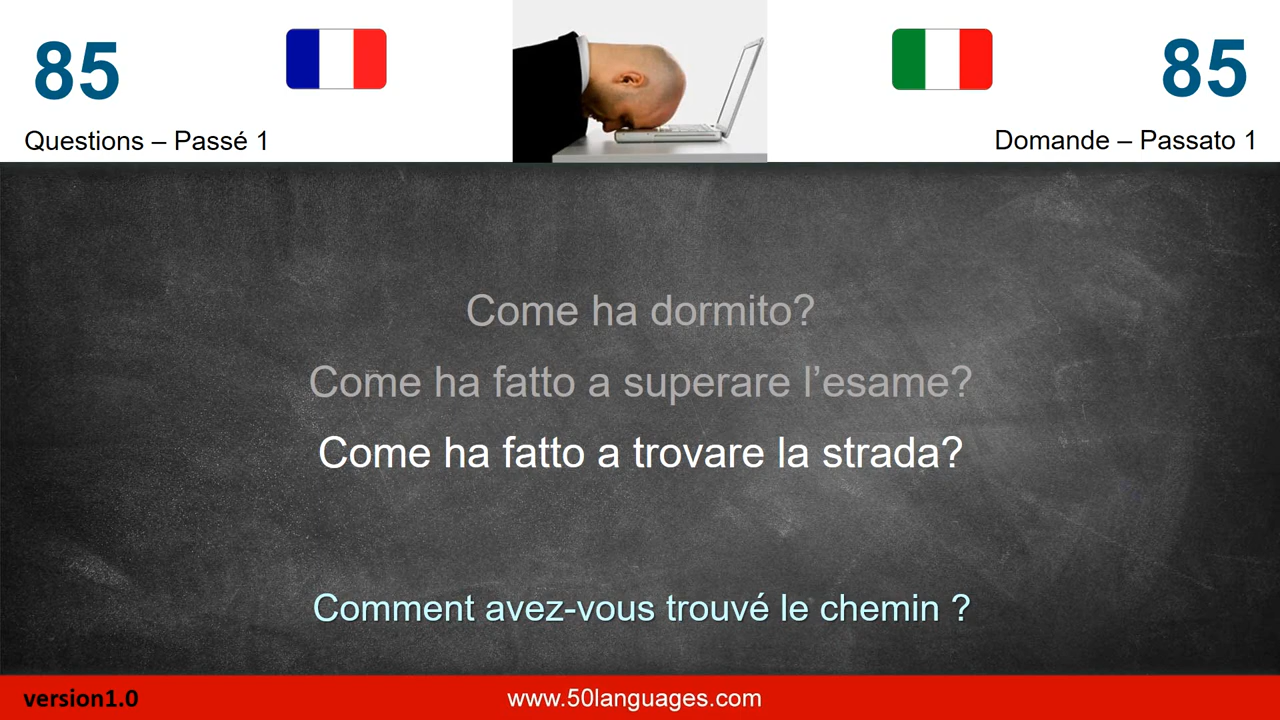 85
85
Questions – Passé 1
Domande – Passato 1
Come ha dormito?
Come ha fatto a superare l’esame?
Come ha fatto a trovare la strada?
Comment avez-vous trouvé le chemin ?
version1.0
www.50languages.com